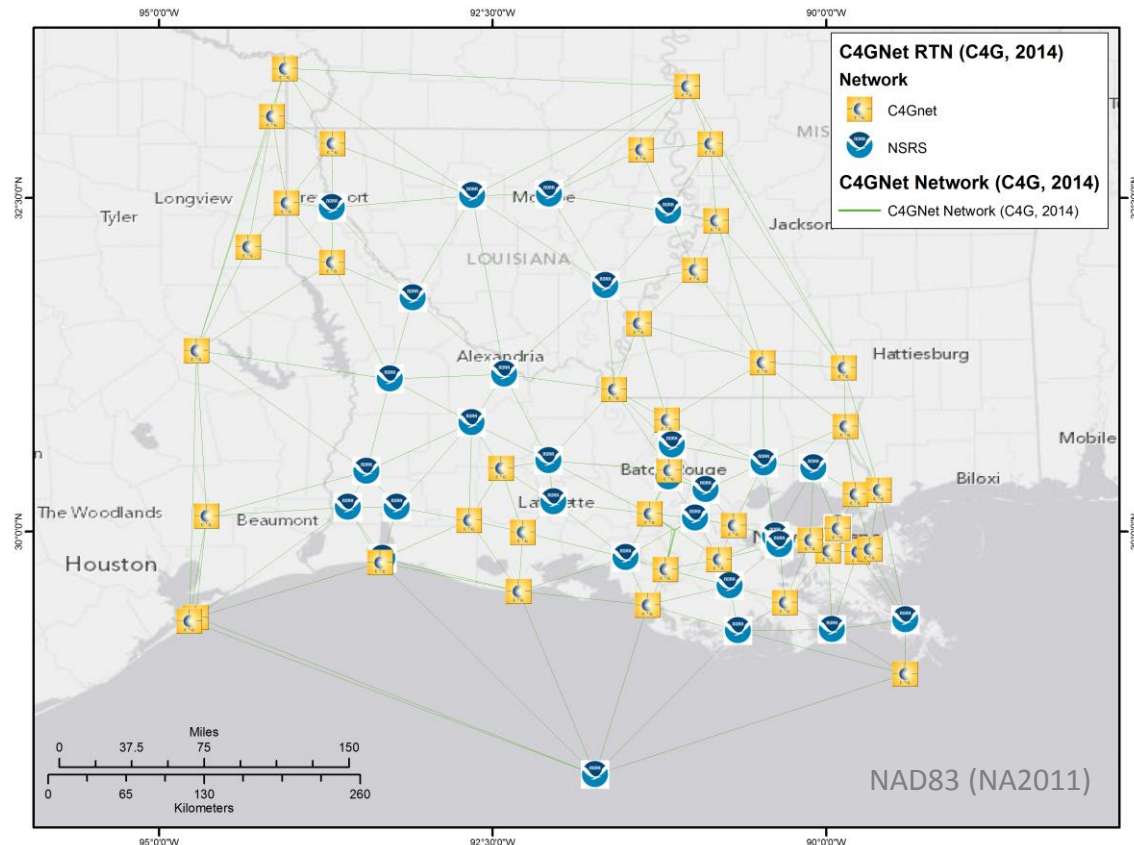 95°0'0"W 92°30'0"W 90°0'0"W
C4GNet RTN (C4G, 2014)
Network
C4Gnet
NSRS
C4GNet Network (C4G, 2014)
C4GNet Network (C4G, 2014)
MIS
32°30'0"N
Longview
Tyler
Jackson
LOUISIANA
Alexandria
Hattiesburg
Mobile
Biloxi
The Woodlands
Beaumont
30°0'0"N
30°0'0"N
Houston
Miles
0 37.5 75 150
0 65 130 260
Kilometers
NAD83 (NA2011)
95°0'0"W 92°30'0"W 90°0'0"W